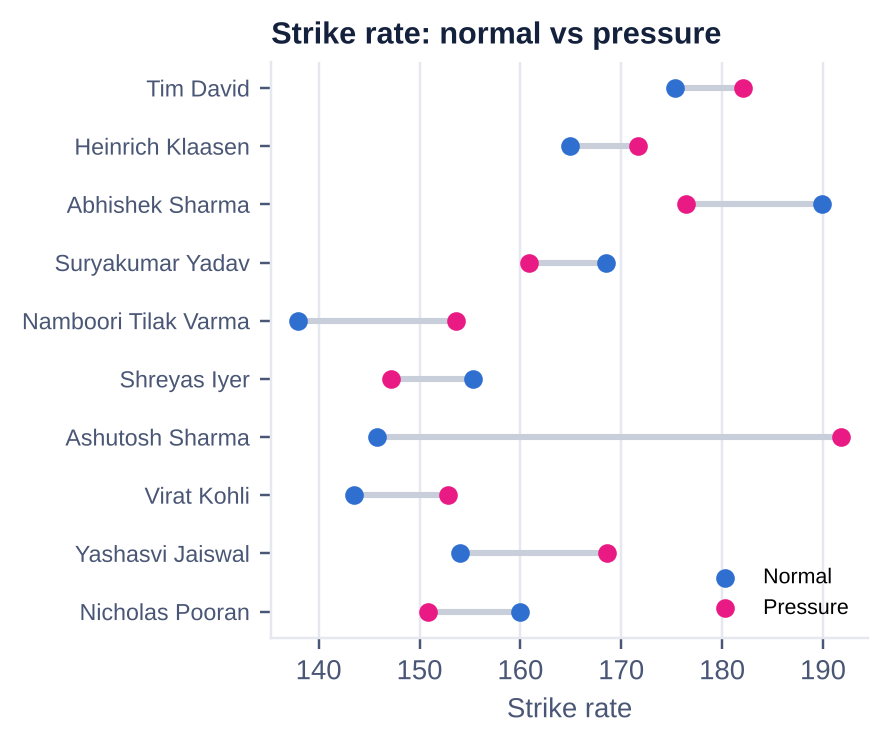 Strike rate: normal vs pressure
Tim David
Heinrich Klaasen
Abhishek Sharma
Suryakumar Yadav
Namboori Tilak Varma
Shreyas Iyer
Ashutosh Sharma
Virat Kohli
Yashasvi Jaiswal
Nicholas Pooran
Normal
Pressure
140 150 160 170 180 190
Strike rate